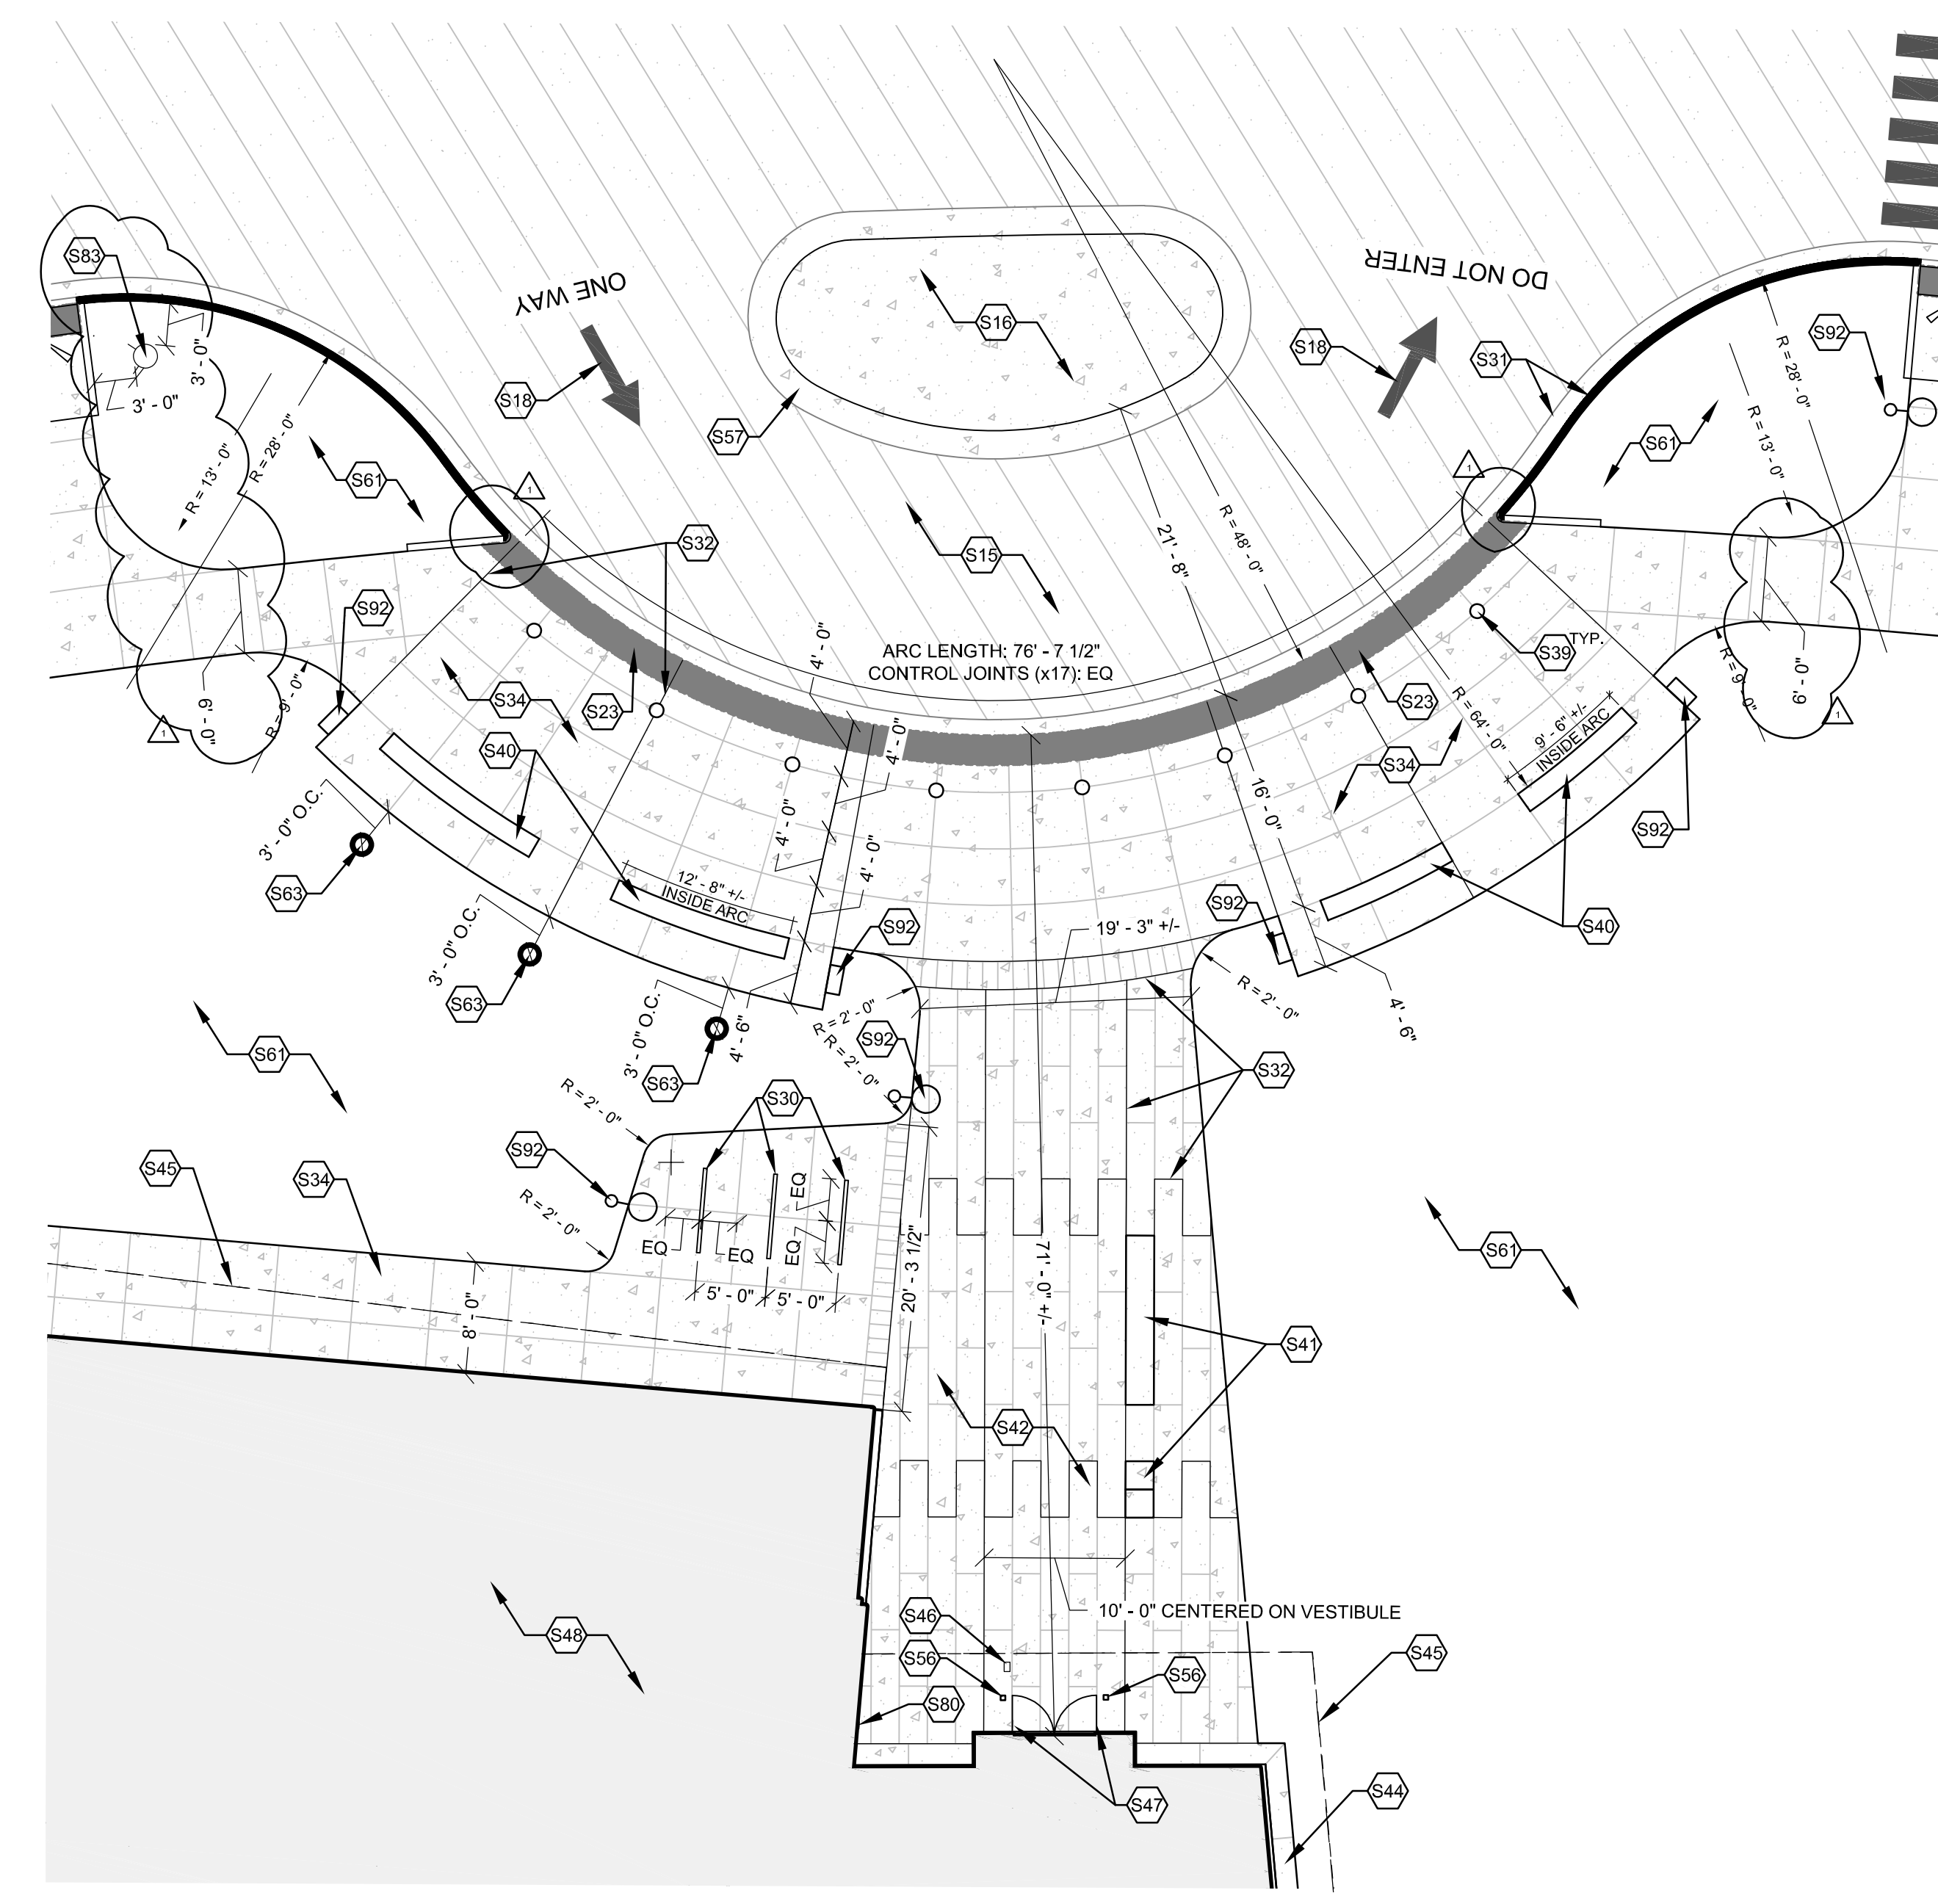 S83
ONE WAY
DO NOT ENTER
S16
S18
S18
S31
S92
3' - 0"
3' - 0"
R = 13' - 0"
R = 28' - 0"
S57
S61
S61
R = 28' - 0"
R = 13' - 0"
1
1
S32
S15
21' - 8"
R = 48' - 0"
S92
S39
TYP.
4' - 0"
ARC LENGTH: 76' - 7 1/2"
CONTROL JOINTS (x17): EQ
6' - 0"
R = 9' - 0"
1
S34
S23
S23
R = 64' - 0"
R = 9' - 0"
6' - 0"
1
S40
4' - 0"
S34
9' - 6" +/-
INSIDE ARC
3' - 0" O.C.
4' - 0"
4' - 0"
16' - 0"
S92
S63
12' - 8" +/-
INSIDE ARC
S92
S92
S40
19' - 3" +/-
3' - 0" O.C.
S63
R = 2' - 0"
R = 2' - 0"
4' - 6"
3' - 0" O.C.
4' - 6"
R = 2' - 0"
S92
S61
S63
S32
R = 2' - 0"
S30
S92
S45
S34
EQ
R = 2' - 0"
EQ
EQ
EQ
20' - 3 1/2"
71' - 0" +/-
S61
8' - 0"
5' - 0"
5' - 0"
S41
S42
S46
10' - 0" CENTERED ON VESTIBULE
S48
S56
S56
S45
S80
S47
S44